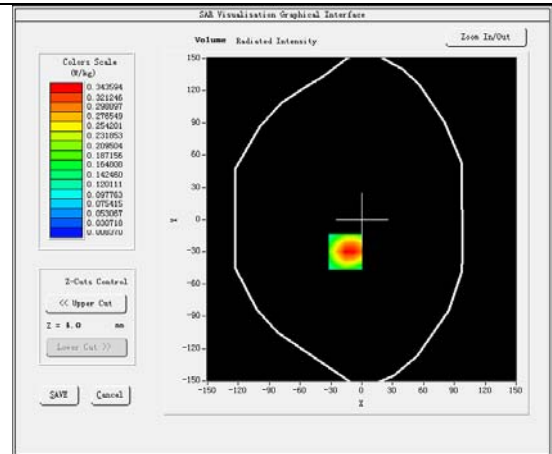 SAR Visualisation Graphical Interface
Volume Radiated Intensity
Zoom In/Out
Colors Scale
(W/kg)
0.343594
0.321246
0.298897
0.276549
0.254201
0.231853
0.209504
0.187156
0.164808
0.142460
0.120111
0.097763
0.075415
0.053067
0.030718
0.008370
Z-Cuts Control
<< Upper Cut
Z = 4.0 mm
Lower Cut >>
SAVE
Cancel
150
120
90
60
30
0
-30
-60
-90
-120
-150
Y
-150 -120 -90 -60 -30 0 30 60 90 120 150
X